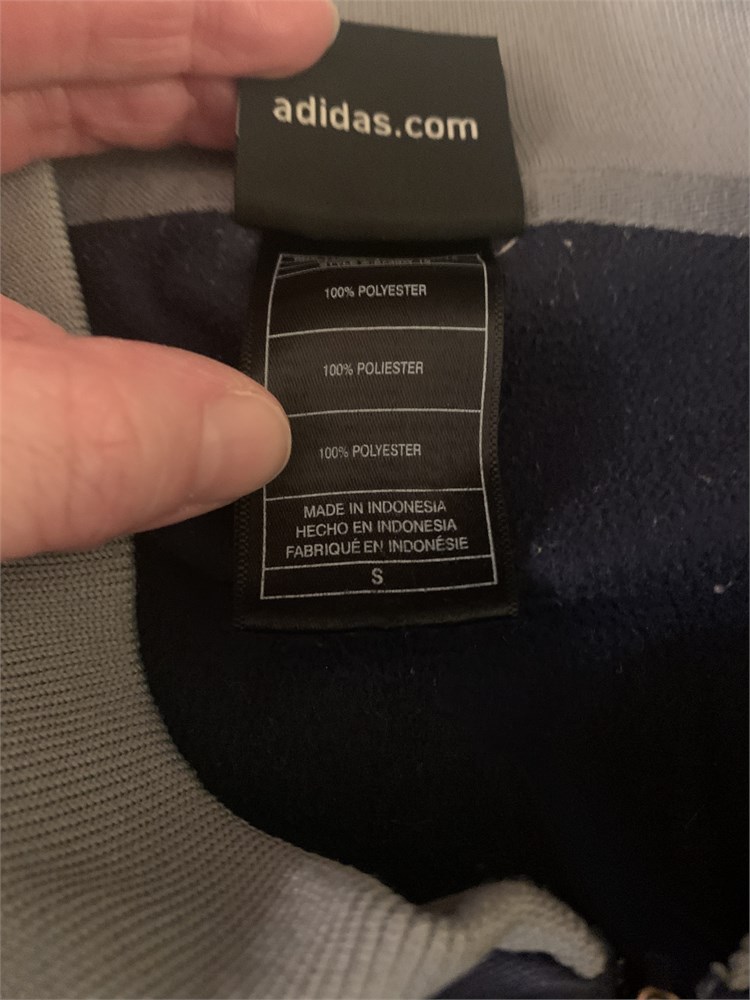 adidas.com
100% POLYESTER
100% POLIESTER
100% POLYESTER
MADE IN INDONESIA
HECHO EN INDONESIA
FABRIQUÉ EN INDONÉSIE
S